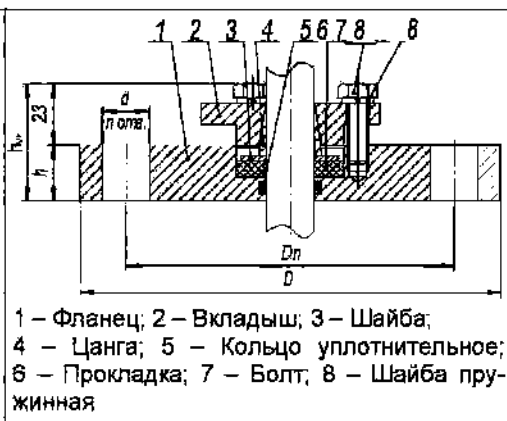 1 2 3 4 5 6 7 8 8
23
d
n отв.
h
Dп
D
1 – Фланец; 2 – Вкладыш; 3 – Шайба;
4 – Цанга; 5 – Кольцо уплотнительное;
6 – Прокладка; 7 – Болт; 8 – Шайба пру-
жинная